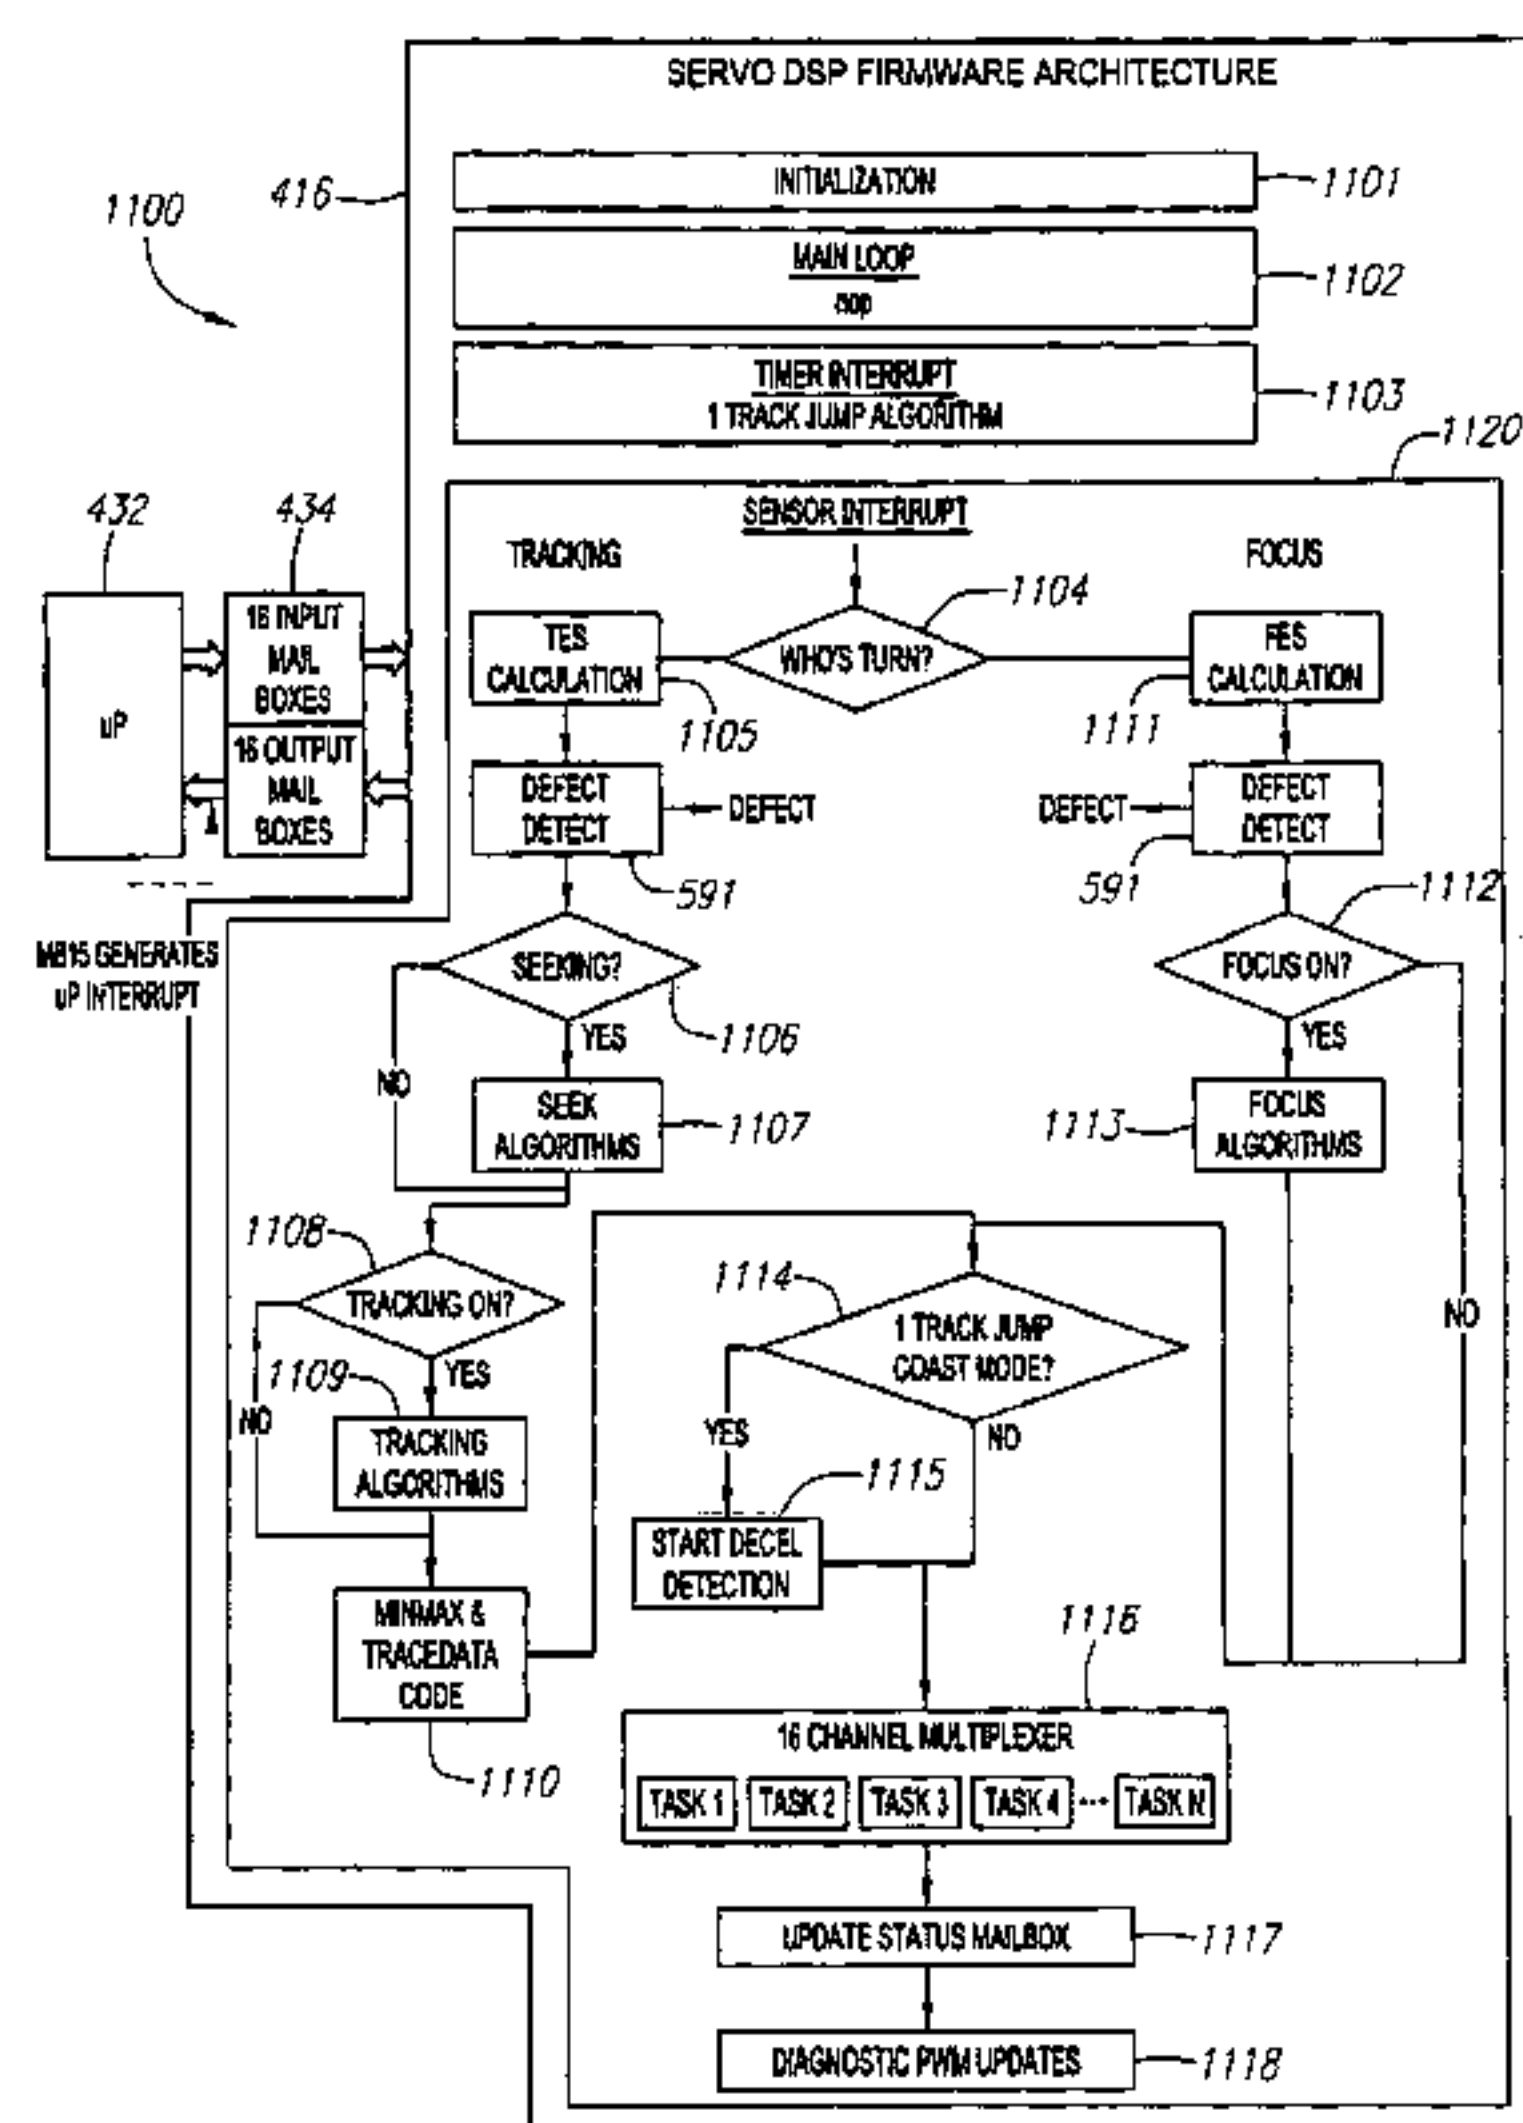 SERVO DSP FIRMWARE ARCHITECTURE
1100
416
INITIALIZATION
1101
MAIN LOOP
nop
1102
TIMER INTERRUPT
1 TRACK JUMP ALGORITHM
1103
1120
432
434
uP
16 INPUT
MAIL
BOXES
16 OUTPUT
MAIL
BOXES
MB15 GENERATES
uP INTERRUPT
SENSOR INTERRUPT
TRACKING
FOCUS
WHO'S TURN?
1104
TES
CALCULATION
1105
FES
CALCULATION
1111
DEFECT
DETECT
DEFECT
591
DEFECT
DEFECT
DETECT
591
SEEKING?
1106
YES
NO
FOCUS ON?
1112
YES
NO
SEEK
ALGORITHMS
1107
FOCUS
ALGORITHMS
1113
1108
TRACKING ON?
YES
NO
1109
TRACKING
ALGORITHMS
MINMAX &
TRACEDATA
CODE
1110
1114
1 TRACK JUMP
COAST MODE?
YES
NO
1115
START DECEL
DETECTION
1116
16 CHANNEL MULTIPLEXER
TASK 1 TASK 2 TASK 3 TASK 4 ... TASK N
UPDATE STATUS MAILBOX
1117
DIAGNOSTIC PWM UPDATES
1118